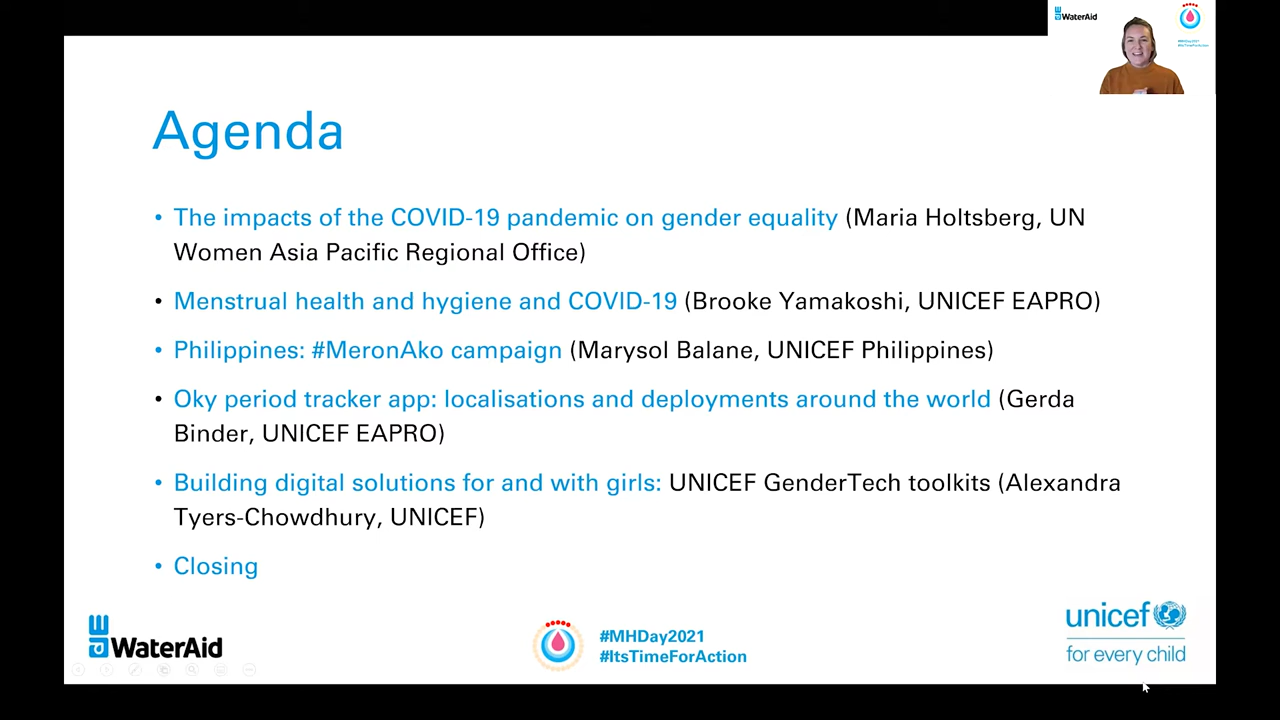 WaterAid
#MHDay2021
#ItsTimeForAction
Agenda
• The impacts of the COVID-19 pandemic on gender equality (Maria Holtsberg, UN
Women Asia Pacific Regional Office)
• Menstrual health and hygiene and COVID-19 (Brooke Yamakoshi, UNICEF EAPRO)
• Philippines: #MeronAko campaign (Marysol Balane, UNICEF Philippines)
• Oky period tracker app: localisations and deployments around the world (Gerda
Binder, UNICEF EAPRO)
• Building digital solutions for and with girls: UNICEF GenderTech toolkits (Alexandra
Tyers-Chowdhury, UNICEF)
• Closing
WaterAid
#MHDay2021
#ItsTimeForAction
unicef
for every child